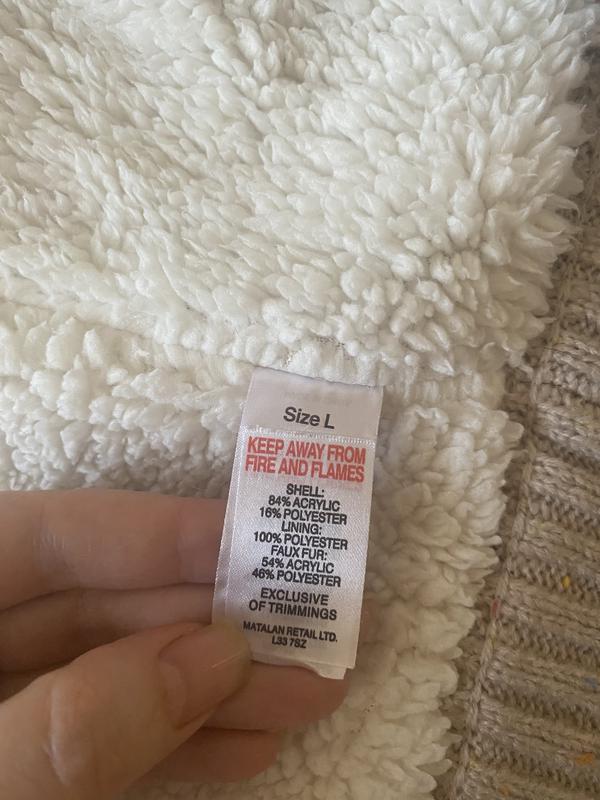 Size L
KEEP AWAY FROM
FIRE AND FLAMES
SHELL:
84% ACRYLIC
16% POLYESTER
LINING:
100% POLYESTER
FAUX FUR:
54% ACRYLIC
46% POLYESTER
EXCLUSIVE
OF TRIMMINGS
MATALAN RETAIL LTD.
L33 7SZ